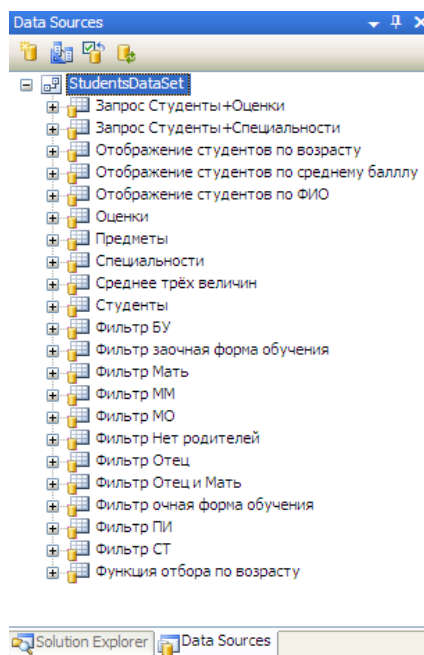 Data Sources
StudentsDataSet
Запрос Студенты+Оценки
Запрос Студенты+Специальности
Отображение студентов по возрасту
Отображение студентов по среднему балллу
Отображение студентов по ФИО
Оценки
Предметы
Специальности
Среднее трёх величин
Студенты
Фильтр БУ
Фильтр заочная форма обучения
Фильтр Мать
Фильтр ММ
Фильтр МО
Фильтр Нет родителей
Фильтр Отец
Фильтр Отец и Мать
Фильтр очная форма обучения
Фильтр ПИ
Фильтр СТ
Функция отбора по возрасту
Solution Explorer Data Sources